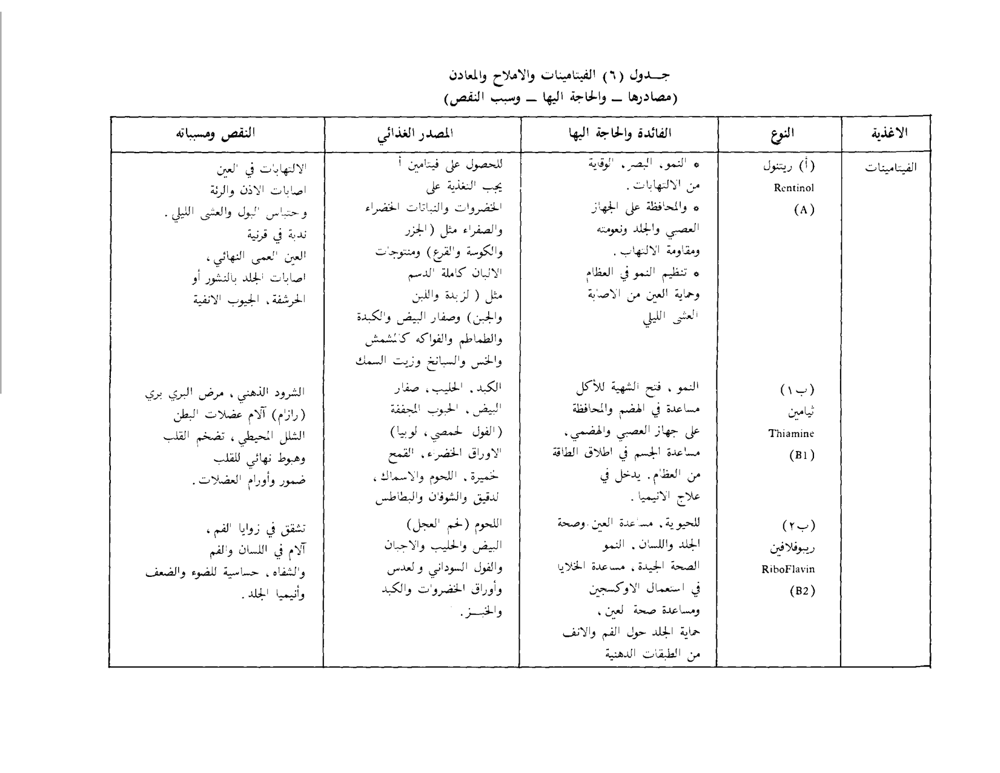 جـــدول (٦) الفيتامينات والاملاح والمعادن
(مصادرها ــ والحاجة اليها ــ وسبب النقص)
الاغذية
النوع
الفائدة والحاجة اليها
المصدر الغذائي
النقص ومسبباته
الفيتامينات
(أ) ريتنول
Rentinol
(A)
* النمو، البصر، الوقاية
من الالتهابات .
* والمحافظة على الجهاز
العصبي والجلد ونعومته
ومقاومة الالتهاب .
* تنظيم النمو في العظام
وحماية العين من الاصابة
العشى الليلي
للحصول على فيتامين أ
يجب التغذية على
الخضروات والنباتات الخضراء
والصفراء مثل (الجزر
والكوسة والقرع) ومنتوجات
الالبان كاملة الدسم
مثل ( لزبدة واللبن
والجبن) وصفار البيض والكبدة
والطماطم والفواكه كالمشمش
والخس والسبانخ وزيت السمك
الالتهابات في العين
اصابات الاذن والرئة
وحتباس البول والعشى الليلي .
ندبة في قرنية
العين العمى النهائي ،
اصابات الجلد بالنشور أو
الحرشفة ، الجيوب الانفية
(ب١)
ثيامين
Thiamine
(B1)
النمو ، فتح الشهية للأكل
مساعدة في الهضم والمحافظة
على جهاز العصبي والهضمي ،
مساعدة الجسم في اطلاق الطاقة
من العظام . يدخل في
علاج الانيميا .
الكبد ، الحليب ، صفار
البيض ، الحبوب المجففة
(الفول لحمصي ، لوبيا)
الاوراق الخضراء ، القمح
لخميرة ، اللحوم والاسماك ،
لدقيق والشوفان والبطاطس
الشرود الذهني ، مرض البري بري
(رازام) آلام عضلات البطن
الشلل المحيطي ، تضخم القلب
وهبوط نهائي للقلب
ضمور وأورام العضلات .
(ب٢)
ريبوفلافين
RiboFlavin
(B2)
للحيوية ، مساعدة العين وصحة
الجلد واللسان ، النمو
الصحة الجيدة ، مساعدة الخلايا
في استعمال الاوكسجين
ومساعدة صحة لعين ،
حماية الجلد حول الفم والانف
من الطبقات الدهنية
اللحوم (لحم العجل)
البيض والحليب والاجبان
والفول السوداني ولعدس
وأوراق الخضروات والكبد
والخبـــز .
تشقق في زوايا الفم ،
آلام في اللسان والفم
والشفاه ، حساسية للضوء والضعف
وأنيميا الجلد .